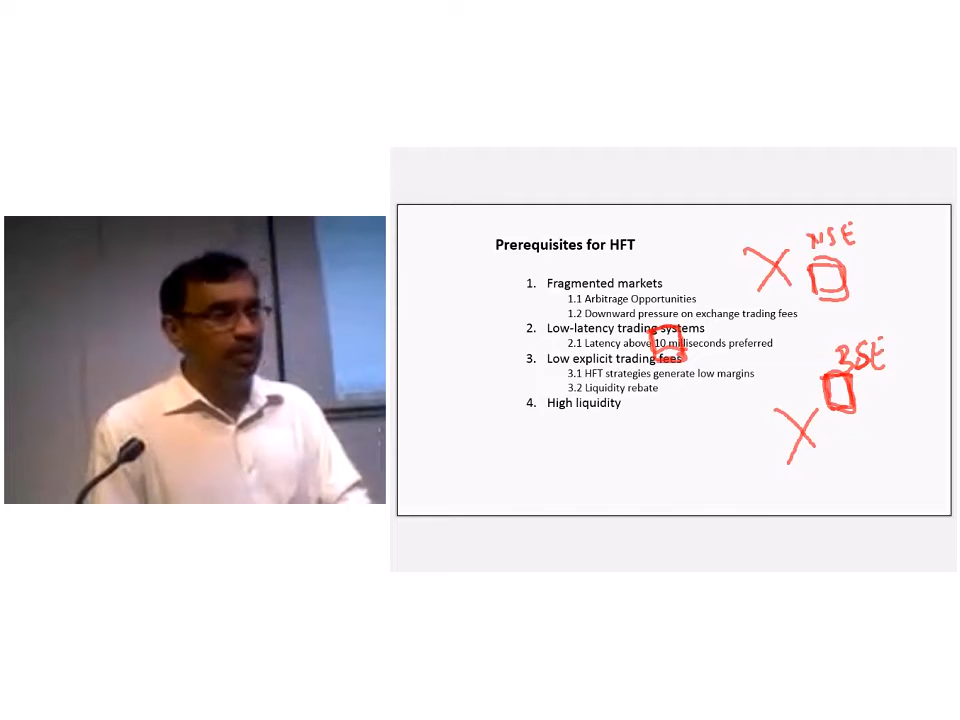 Prerequisites for HFT
NSE
1. Fragmented markets
1.1 Arbitrage Opportunities
1.2 Downward pressure on exchange trading fees
2. Low-latency trading systems
2.1 Latency above 10 milliseconds preferred
BSE
3. Low explicit trading fees
3.1 HFT strategies generate low margins
3.2 Liquidity rebate
4. High liquidity